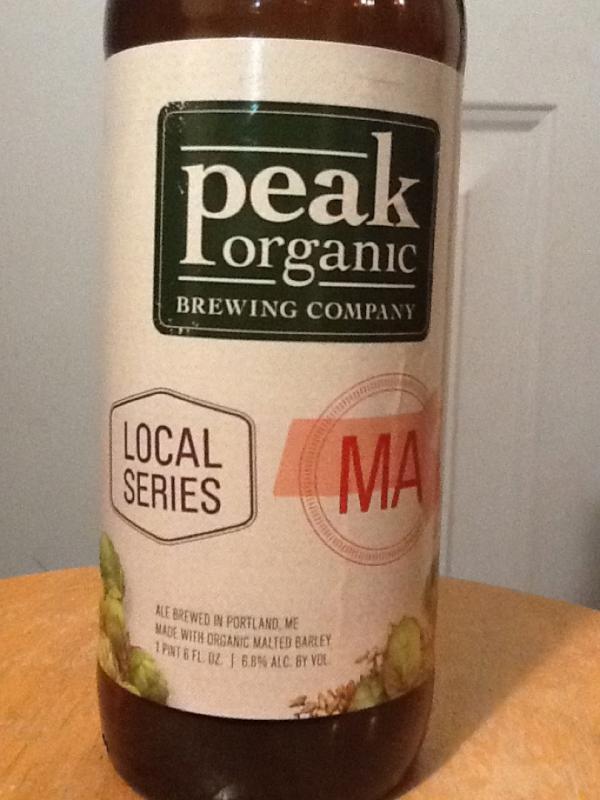 peak
organic
BREWING COMPANY
LOCAL
SERIES
MA
ALE BREWED IN PORTLAND, ME
MADE WITH ORGANIC MALTED BARLEY
1 PINT 6 FL. OZ. | 6.8% ALC. BY VOL.